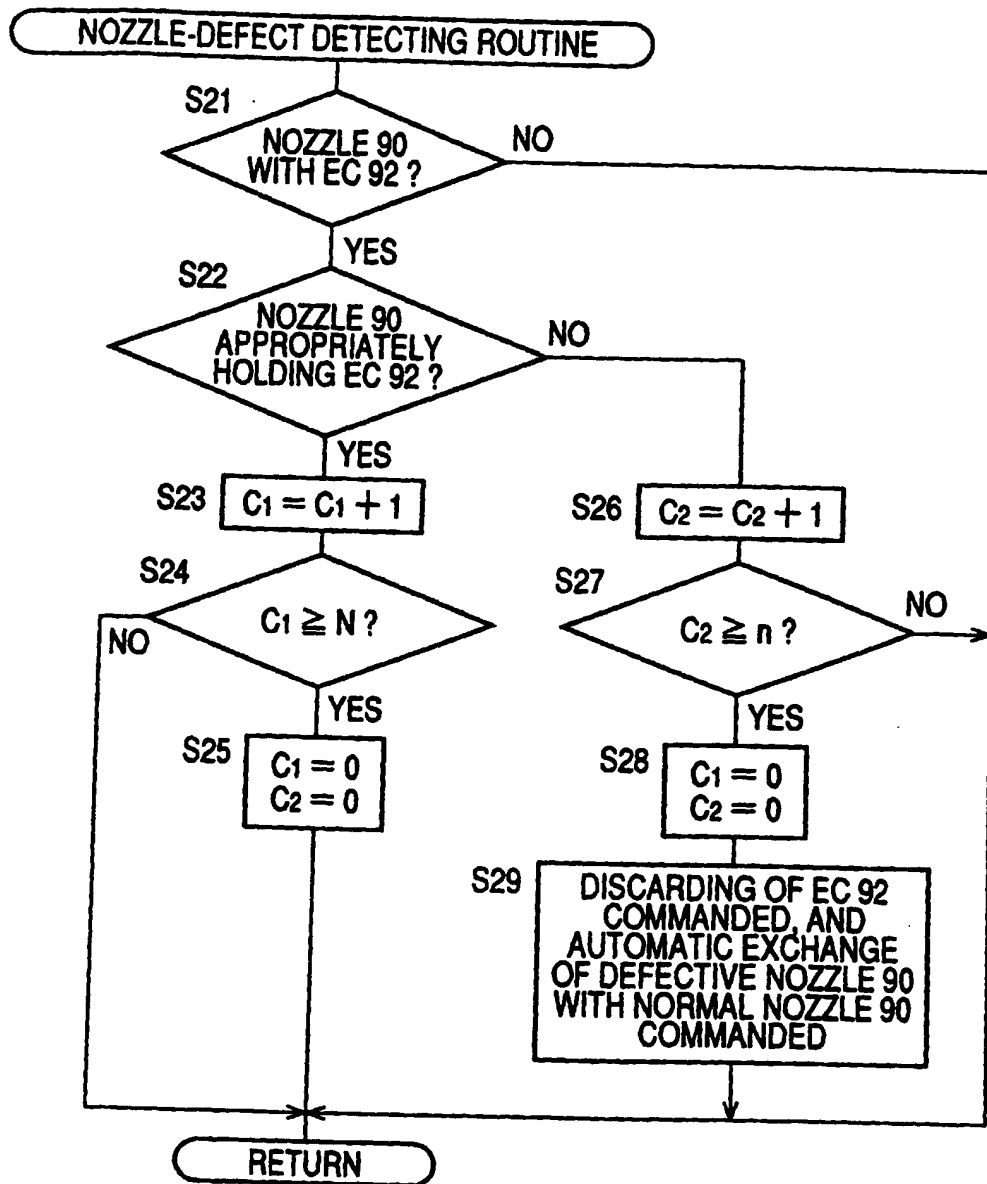 NOZZLE-DEFECT DETECTING ROUTINE
S21
NOZZLE 90
WITH EC 92 ?
NO
YES
S22
NOZZLE 90
APPROPRIATELY
HOLDING EC 92 ?
NO
YES
S23
C1 = C1 + 1
S24
C1 ≧ N ?
NO
YES
S25
C1 = 0
C2 = 0
S26
C2 = C2 + 1
S27
C2 ≧ n ?
NO
YES
S28
C1 = 0
C2 = 0
S29
DISCARDING OF EC 92
COMMANDED, AND
AUTOMATIC EXCHANGE
OF DEFECTIVE NOZZLE 90
WITH NORMAL NOZZLE 90
COMMANDED
RETURN